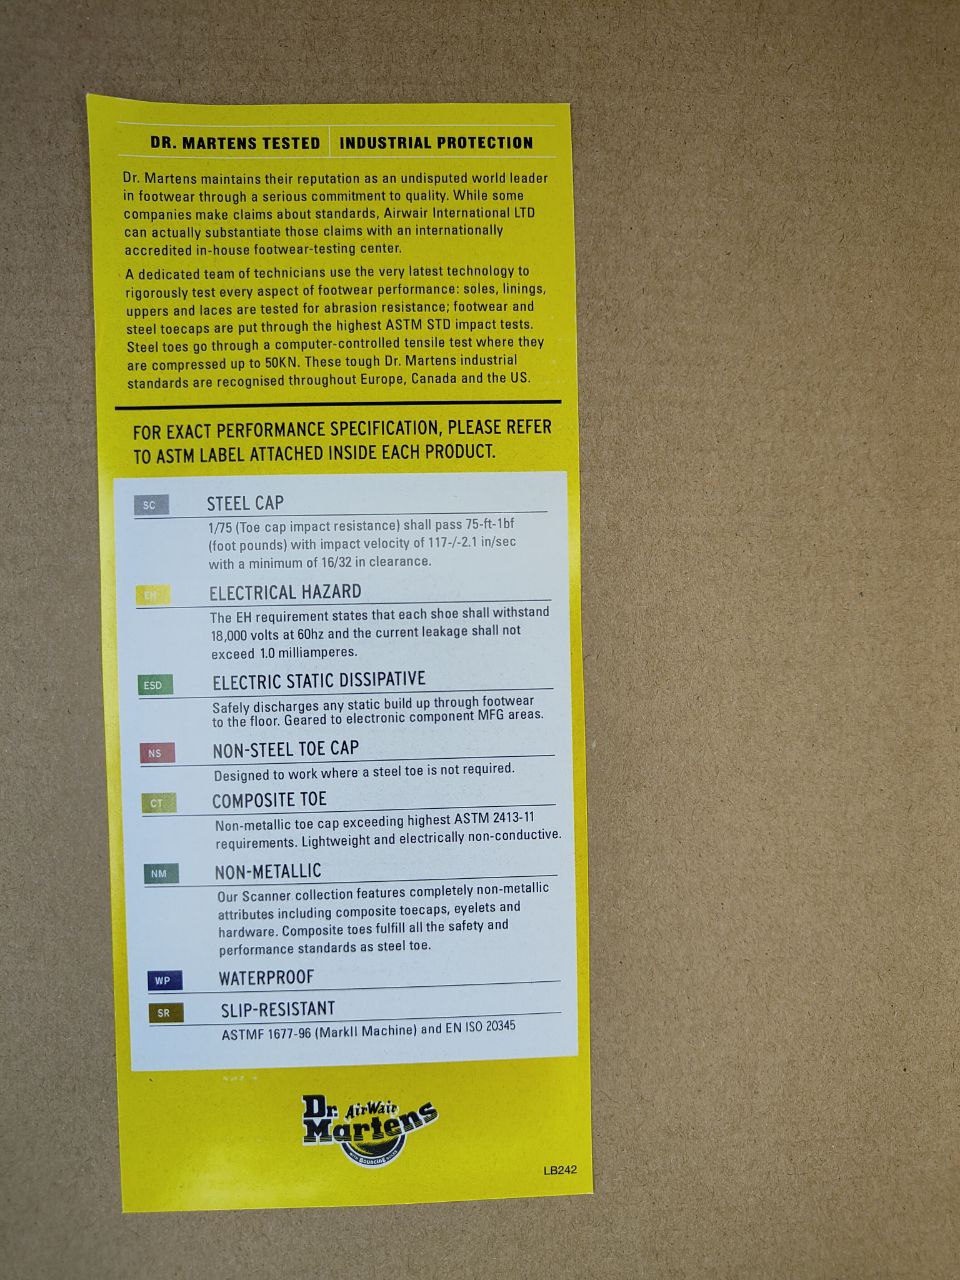 DR. MARTENS TESTED | INDUSTRIAL PROTECTION
Dr. Martens maintains their reputation as an undisputed world leader
in footwear through a serious commitment to quality. While some
companies make claims about standards, Airwair International LTD
can actually substantiate those claims with an internationally
accredited in-house footwear-testing center.
A dedicated team of technicians use the very latest technology to
rigorously test every aspect of footwear performance: soles, linings,
uppers and laces are tested for abrasion resistance; footwear and
steel toecaps are put through the highest ASTM STD impact tests.
Steel toes go through a computer-controlled tensile test where they
are compressed up to 50KN. These tough Dr. Martens industrial
standards are recognised throughout Europe, Canada and the US.
FOR EXACT PERFORMANCE SPECIFICATION, PLEASE REFER
TO ASTM LABEL ATTACHED INSIDE EACH PRODUCT.
SC STEEL CAP
1/75 (Toe cap impact resistance) shall pass 75-ft-1bf
(foot pounds) with impact velocity of 117-/-2.1 in/sec
with a minimum of 16/32 in clearance.
EH ELECTRICAL HAZARD
The EH requirement states that each shoe shall withstand
18,000 volts at 60hz and the current leakage shall not
exceed 1.0 milliamperes.
ESD ELECTRIC STATIC DISSIPATIVE
Safely discharges any static build up through footwear
to the floor. Geared to electronic component MFG areas.
NS NON-STEEL TOE CAP
Designed to work where a steel toe is not required.
CT COMPOSITE TOE
Non-metallic toe cap exceeding highest ASTM 2413-11
requirements. Lightweight and electrically non-conductive.
NM NON-METALLIC
Our Scanner collection features completely non-metallic
attributes including composite toecaps, eyelets and
hardware. Composite toes fulfill all the safety and
performance standards as steel toe.
WP WATERPROOF
SR SLIP-RESISTANT
ASTMF 1677-96 (MarkII Machine) and EN ISO 20345
Dr. AirWair
Martens
WITH BOUNCING SOLES
LB242